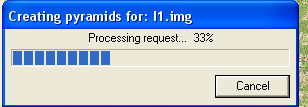 Creating pyramids for: l1.img
Processing request... 33%
Cancel